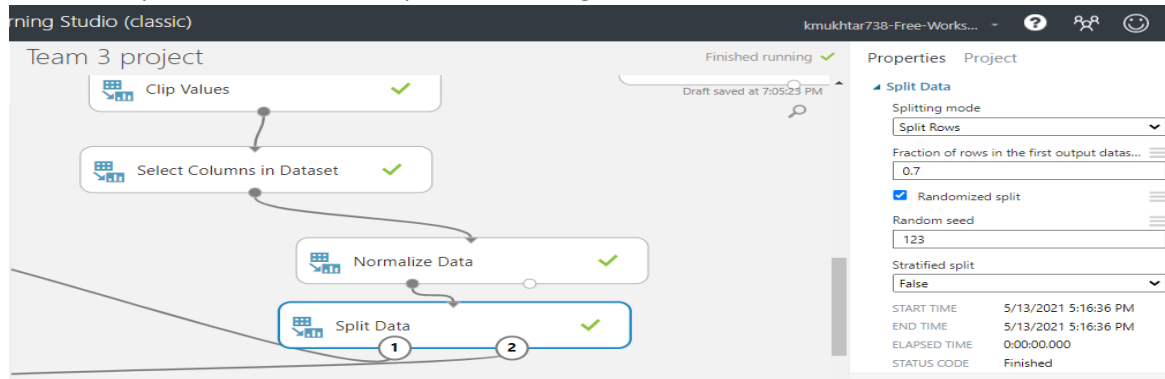 rning Studio (classic)
kmukhtar738-Free-Works...
?
Team 3 project
Finished running
Draft saved at 7:05:23 PM
Clip Values
Select Columns in Dataset
Normalize Data
Split Data
1
2
Properties Project
Split Data
Splitting mode
Split Rows
Fraction of rows in the first output datas...
0.7
Randomized split
Random seed
123
Stratified split
False
START TIME 5/13/2021 5:16:36 PM
END TIME 5/13/2021 5:16:36 PM
ELAPSED TIME 0:00:00.000
STATUS CODE Finished